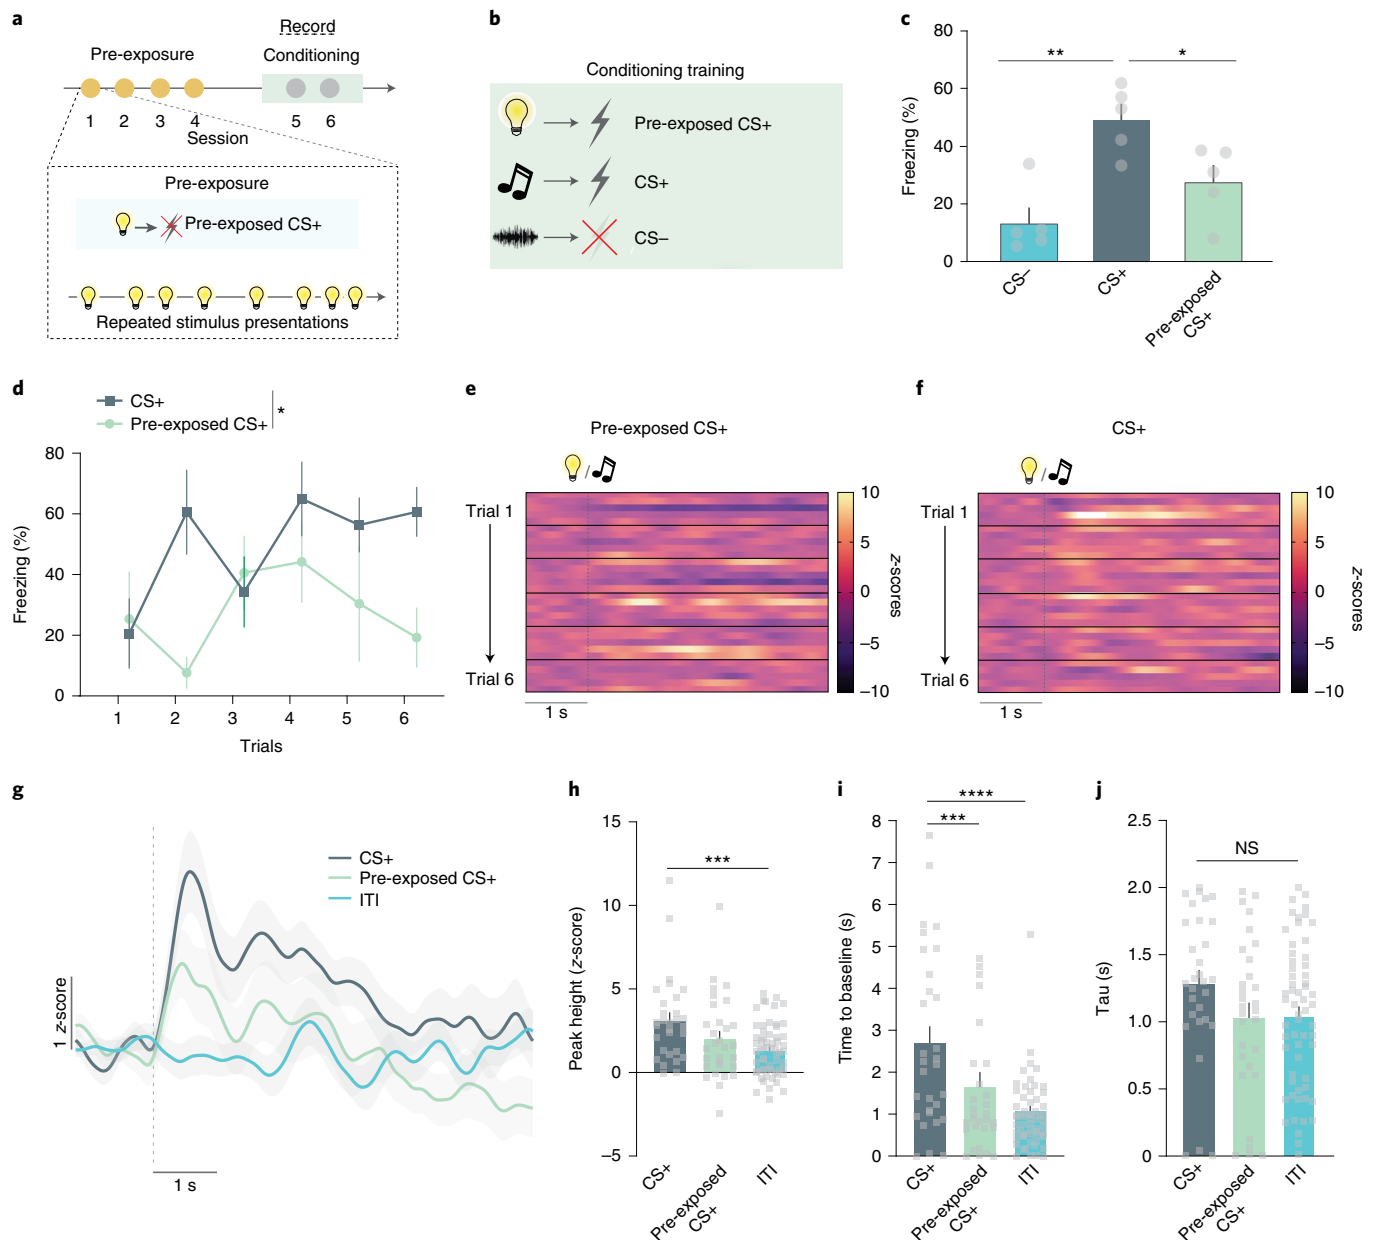 a
Record
Pre-exposure
Conditioning
1 2 3 4 5 6
Session
Pre-exposure
Pre-exposed CS+
Repeated stimulus presentations
b
Conditioning training
Pre-exposed CS+
CS+
CS–
c
80
60
40
20
0
Freezing (%)
** *
CS–
CS+
Pre-exposed
CS+
d
CS+
Pre-exposed CS+
*
80
60
40
20
0
Freezing (%)
1 2 3 4 5 6
Trials
e
Pre-exposed CS+
/
Trial 1
Trial 6
1 s
10
5
0
–5
–10
z-scores
f
CS+
/
Trial 1
Trial 6
1 s
10
5
0
–5
–10
z-scores
g
CS+
Pre-exposed CS+
ITI
1 z-score
1 s
h
15
10
5
0
–5
Peak height (z-score)
***
CS+
Pre-exposed
CS+
ITI
i
****
***
8
7
6
5
4
3
2
1
0
Time to baseline (s)
CS+
Pre-exposed
CS+
ITI
j
2.5
2.0
1.5
1.0
0.5
0
Tau (s)
NS
CS+
Pre-exposed
CS+
ITI